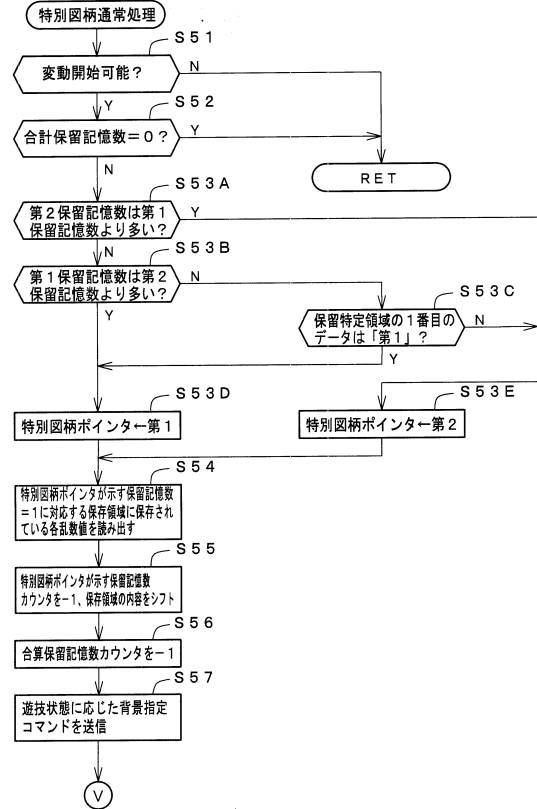 特別図柄通常処理
S51
変動開始可能?
N
Y
S52
合計保留記憶数=0?
Y
N
RET
S53A
第2保留記憶数は第1
保留記憶数より多い?
Y
N
S53B
第1保留記憶数は第2
保留記憶数より多い?
N
Y
S53C
保留特定領域の1番目の
データは「第1」?
N
Y
S53D
特別図柄ポインタ←第1
S53E
特別図柄ポインタ←第2
S54
特別図柄ポインタが示す保留記憶数
=1に対応する保存領域に保存され
ている各乱数値を読み出す
S55
特別図柄ポインタが示す保留記憶数
カウンタを-1、保存領域の内容をシフト
S56
合算保留記憶数カウンタを-1
S57
遊技状態に応じた背景指定
コマンドを送信
V